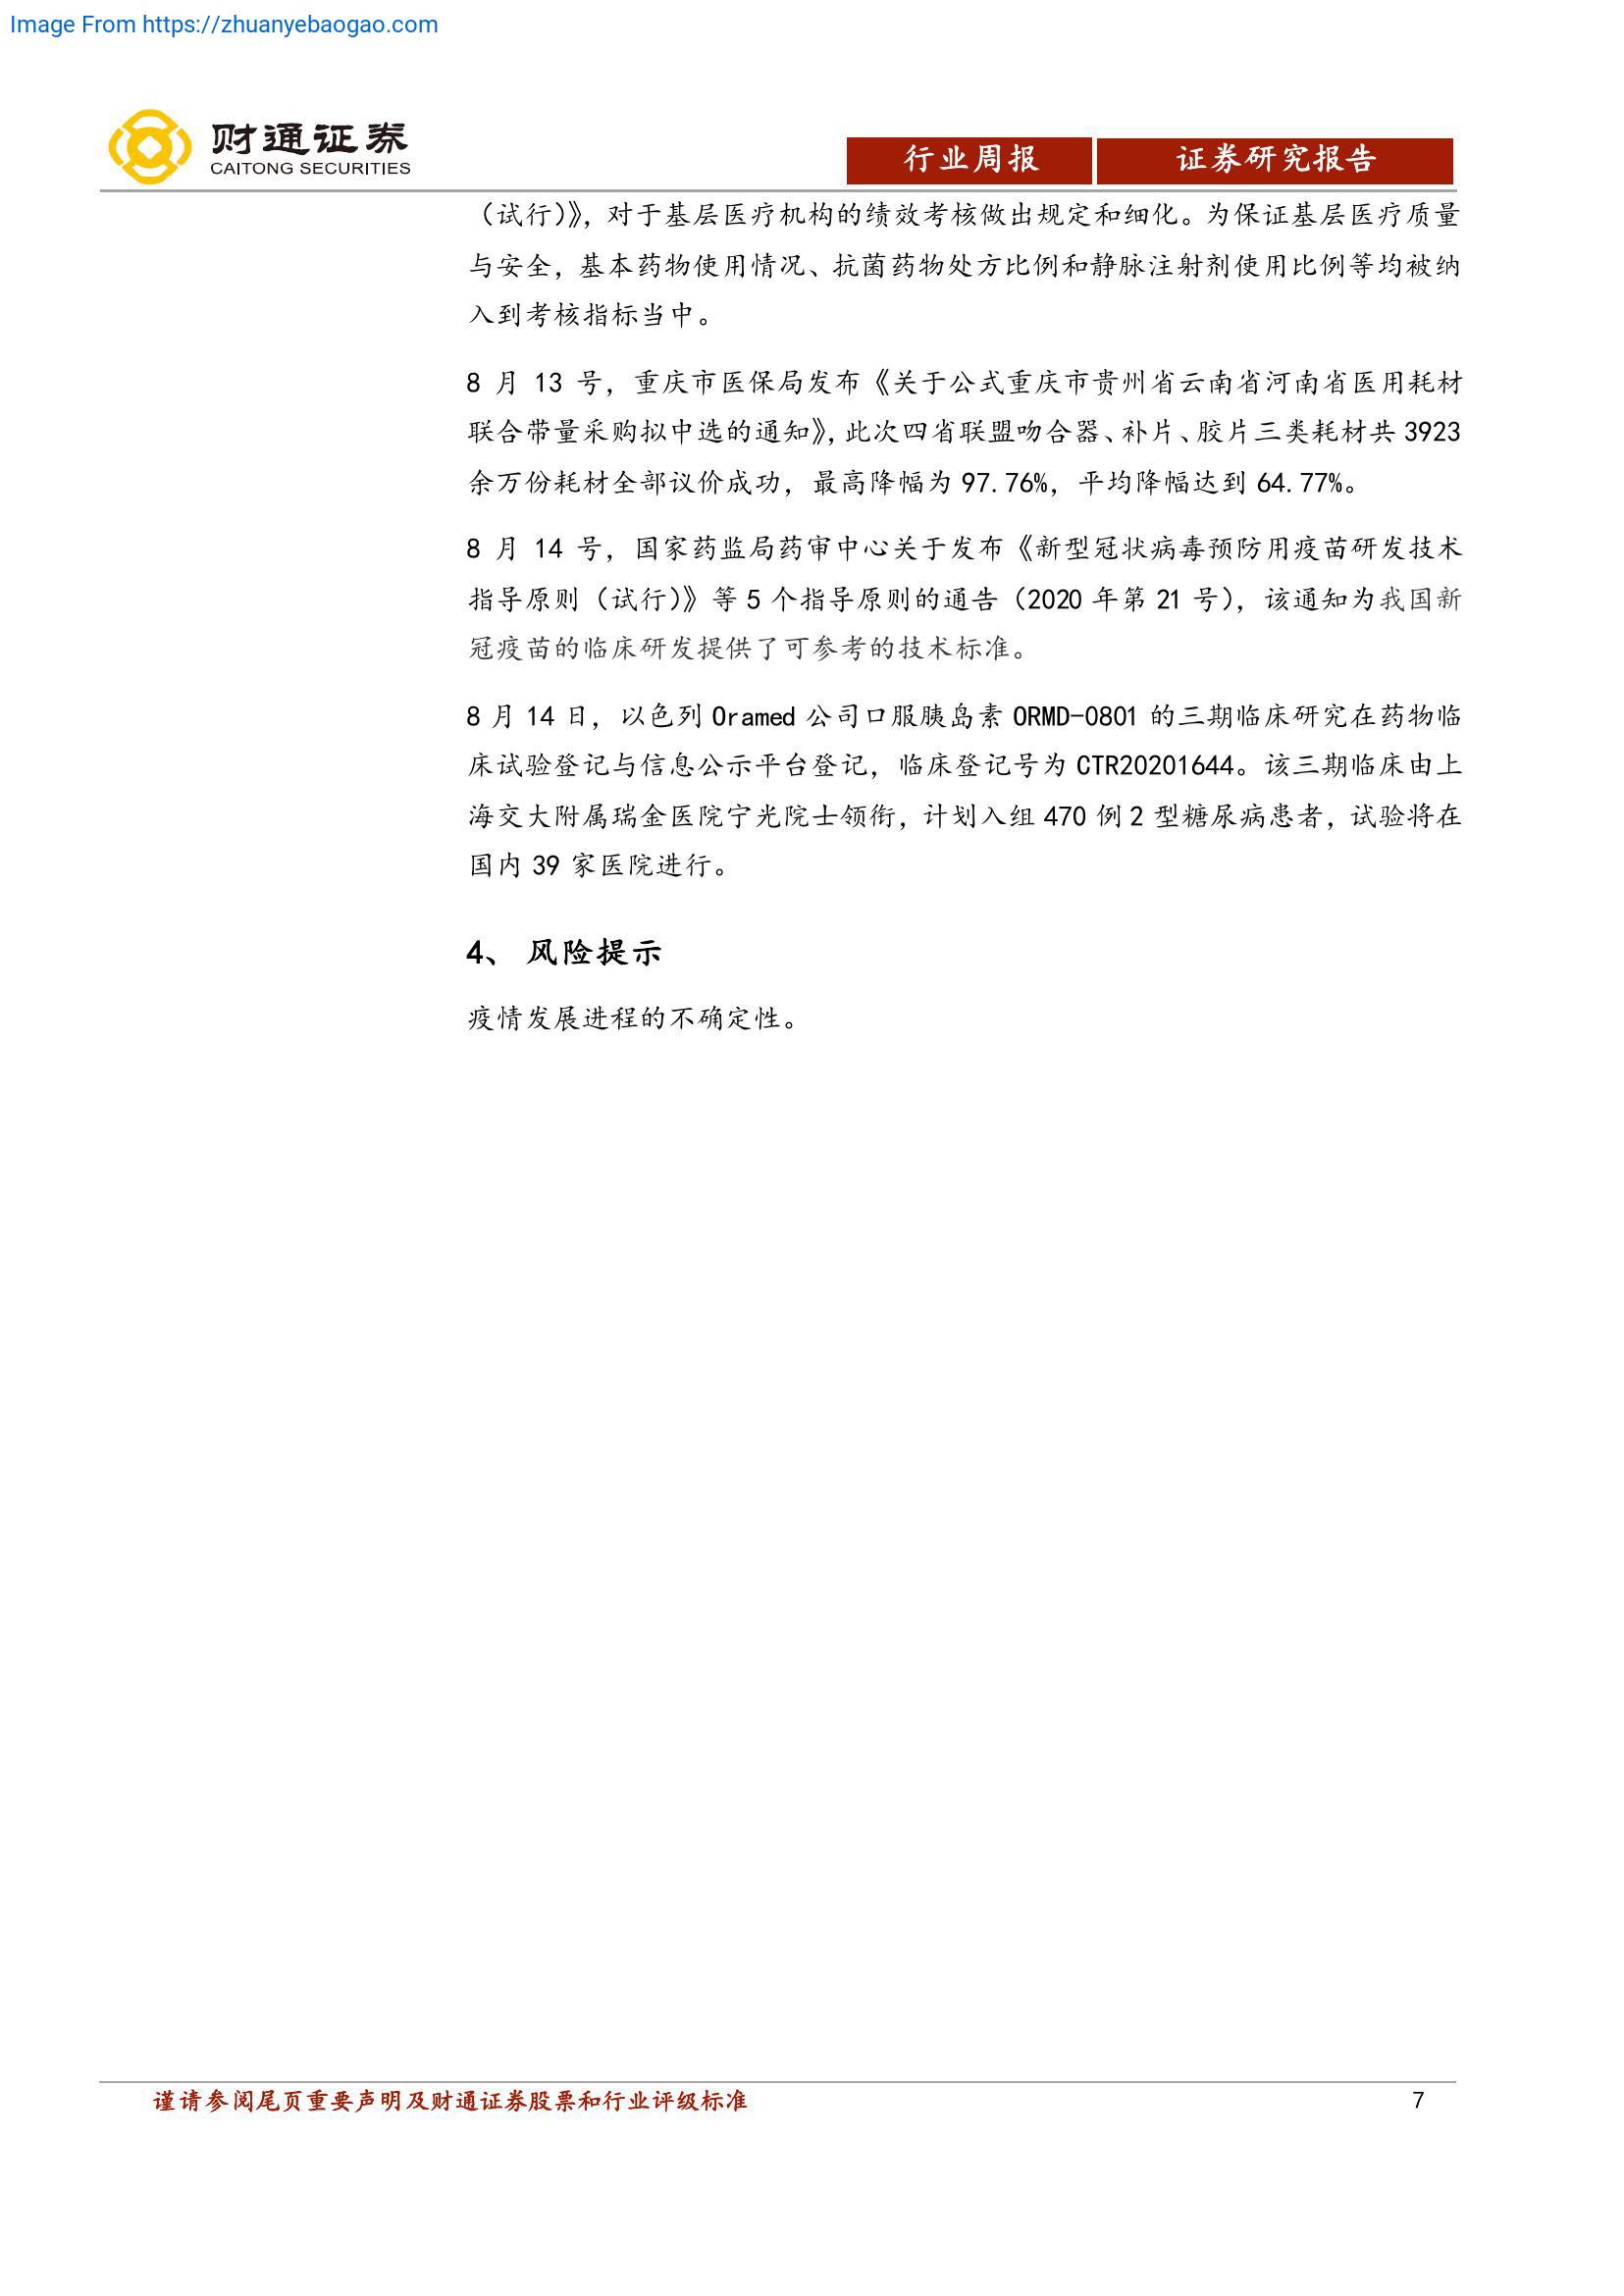 Image From https://zhuanyebaogao.com
财通证券
CAITONG SECURITIES
行业周报
证券研究报告
（试行）》，对于基层医疗机构的绩效考核做出规定和细化。为保证基层医疗质量
与安全，基本药物使用情况、抗菌药物处方比例和静脉注射剂使用比例等均被纳
入到考核指标当中。
8 月 13 号，重庆市医保局发布《关于公式重庆市贵州省云南省河南省医用耗材
联合带量采购拟中选的通知》，此次四省联盟吻合器、补片、胶片三类耗材共 3923
余万份耗材全部议价成功，最高降幅为 97.76%，平均降幅达到 64.77%。
8 月 14 号，国家药监局药审中心关于发布《新型冠状病毒预防用疫苗研发技术
指导原则（试行）》等 5 个指导原则的通告（2020 年第 21 号），该通知为我国新
冠疫苗的临床研发提供了可参考的技术标准。
8 月 14 日，以色列 Oramed 公司口服胰岛素 ORMD-0801 的三期临床研究在药物临
床试验登记与信息公示平台登记，临床登记号为 CTR20201644。该三期临床由上
海交大附属瑞金医院宁光院士领衔，计划入组 470 例 2 型糖尿病患者，试验将在
国内 39 家医院进行。
4、 风险提示
疫情发展进程的不确定性。
谨请参阅尾页重要声明及财通证券股票和行业评级标准
7